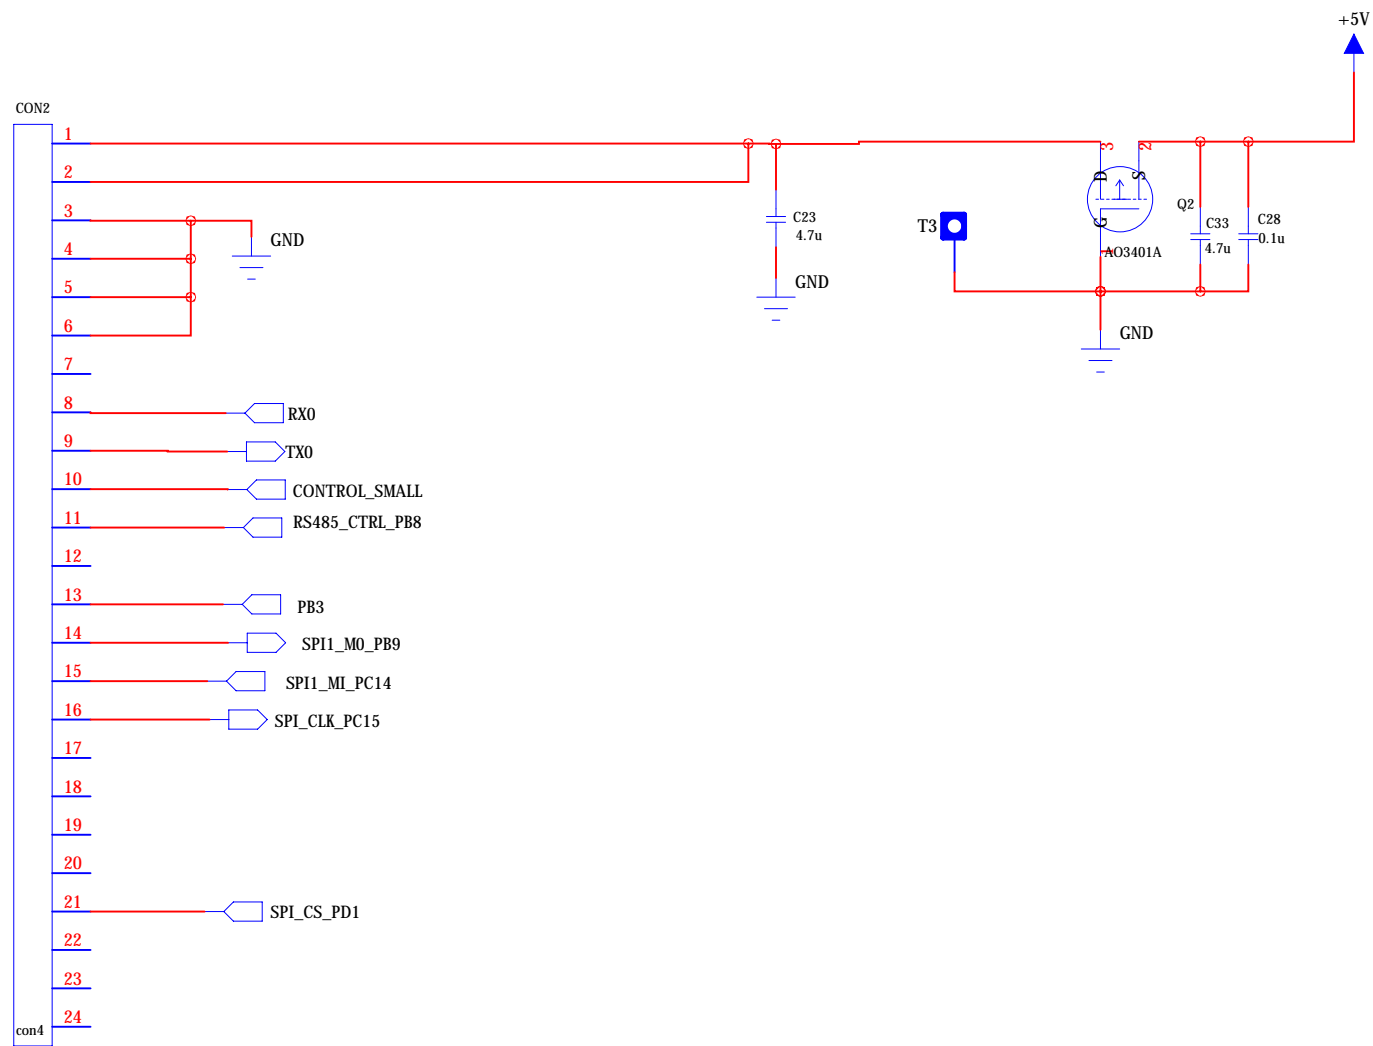 +5V
CON2
1
3
2
2
D
S
3
Q2
C23
C33
C28
T3
G
4.7u
4.7u
0.1u
GND
AO3401A
4
GND
5
6
GND
7
8
RX0
9
TX0
10
CONTROL_SMALL
11
RS485_CTRL_PB8
12
13
PB3
14
SPI1_M0_PB9
15
SPI1_MI_PC14
16
SPI_CLK_PC15
17
18
19
20
21
SPI_CS_PD1
22
23
24
con4